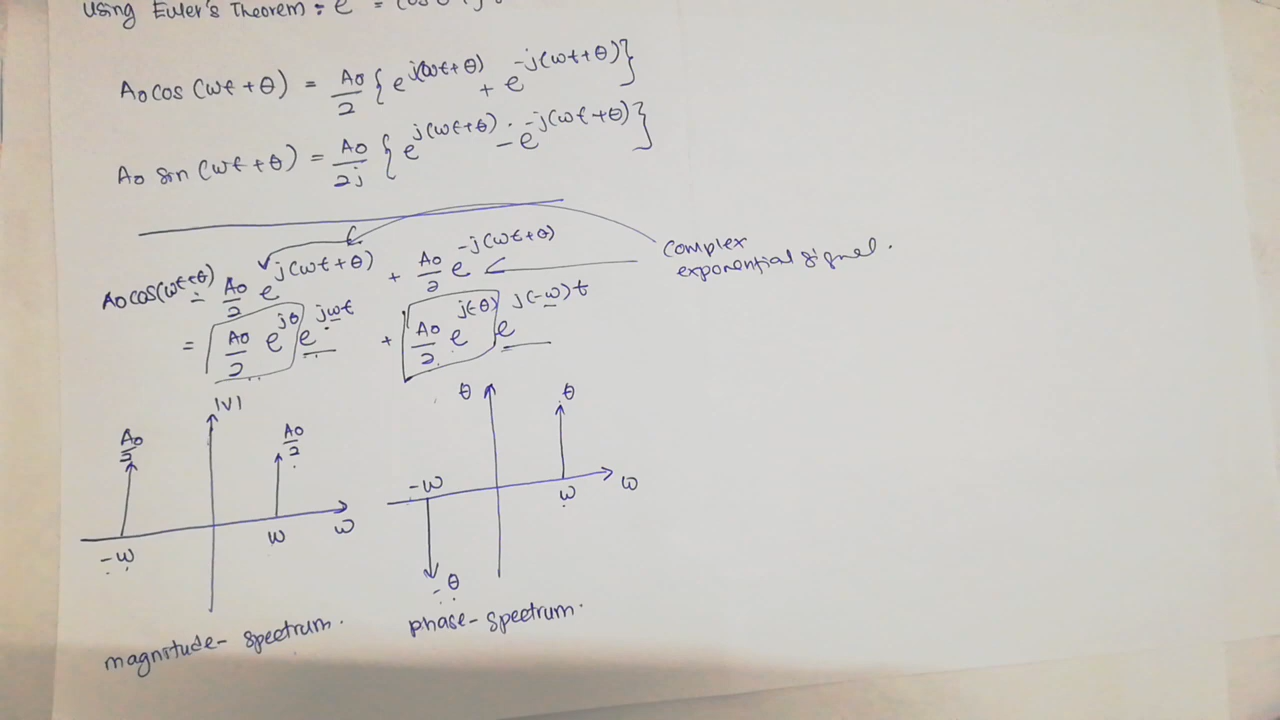 Using Euler's Theorem : e = cos
A₀cos(ωt+θ) = A₀/2 { e^j(ωt+θ) + e^-j(ωt+θ) }
A₀ sin(ωt+θ) = A₀/2j { e^j(ωt+θ) - e^-j(ωt+θ) }
A₀cos(ωt+θ) = A₀/2 e^j(ωt+θ) + A₀/2 e^-j(ωt+θ)
complex
exponential signal.
= A₀/2 e^jθ e^jωt + A₀/2 e^j(-θ) e^j(-ω)t
|V|
A₀/2
A₀/2
-ω
ω
ω
magnitude- spectrum.
θ
θ
-ω
ω
ω
-θ
phase- spectrum.